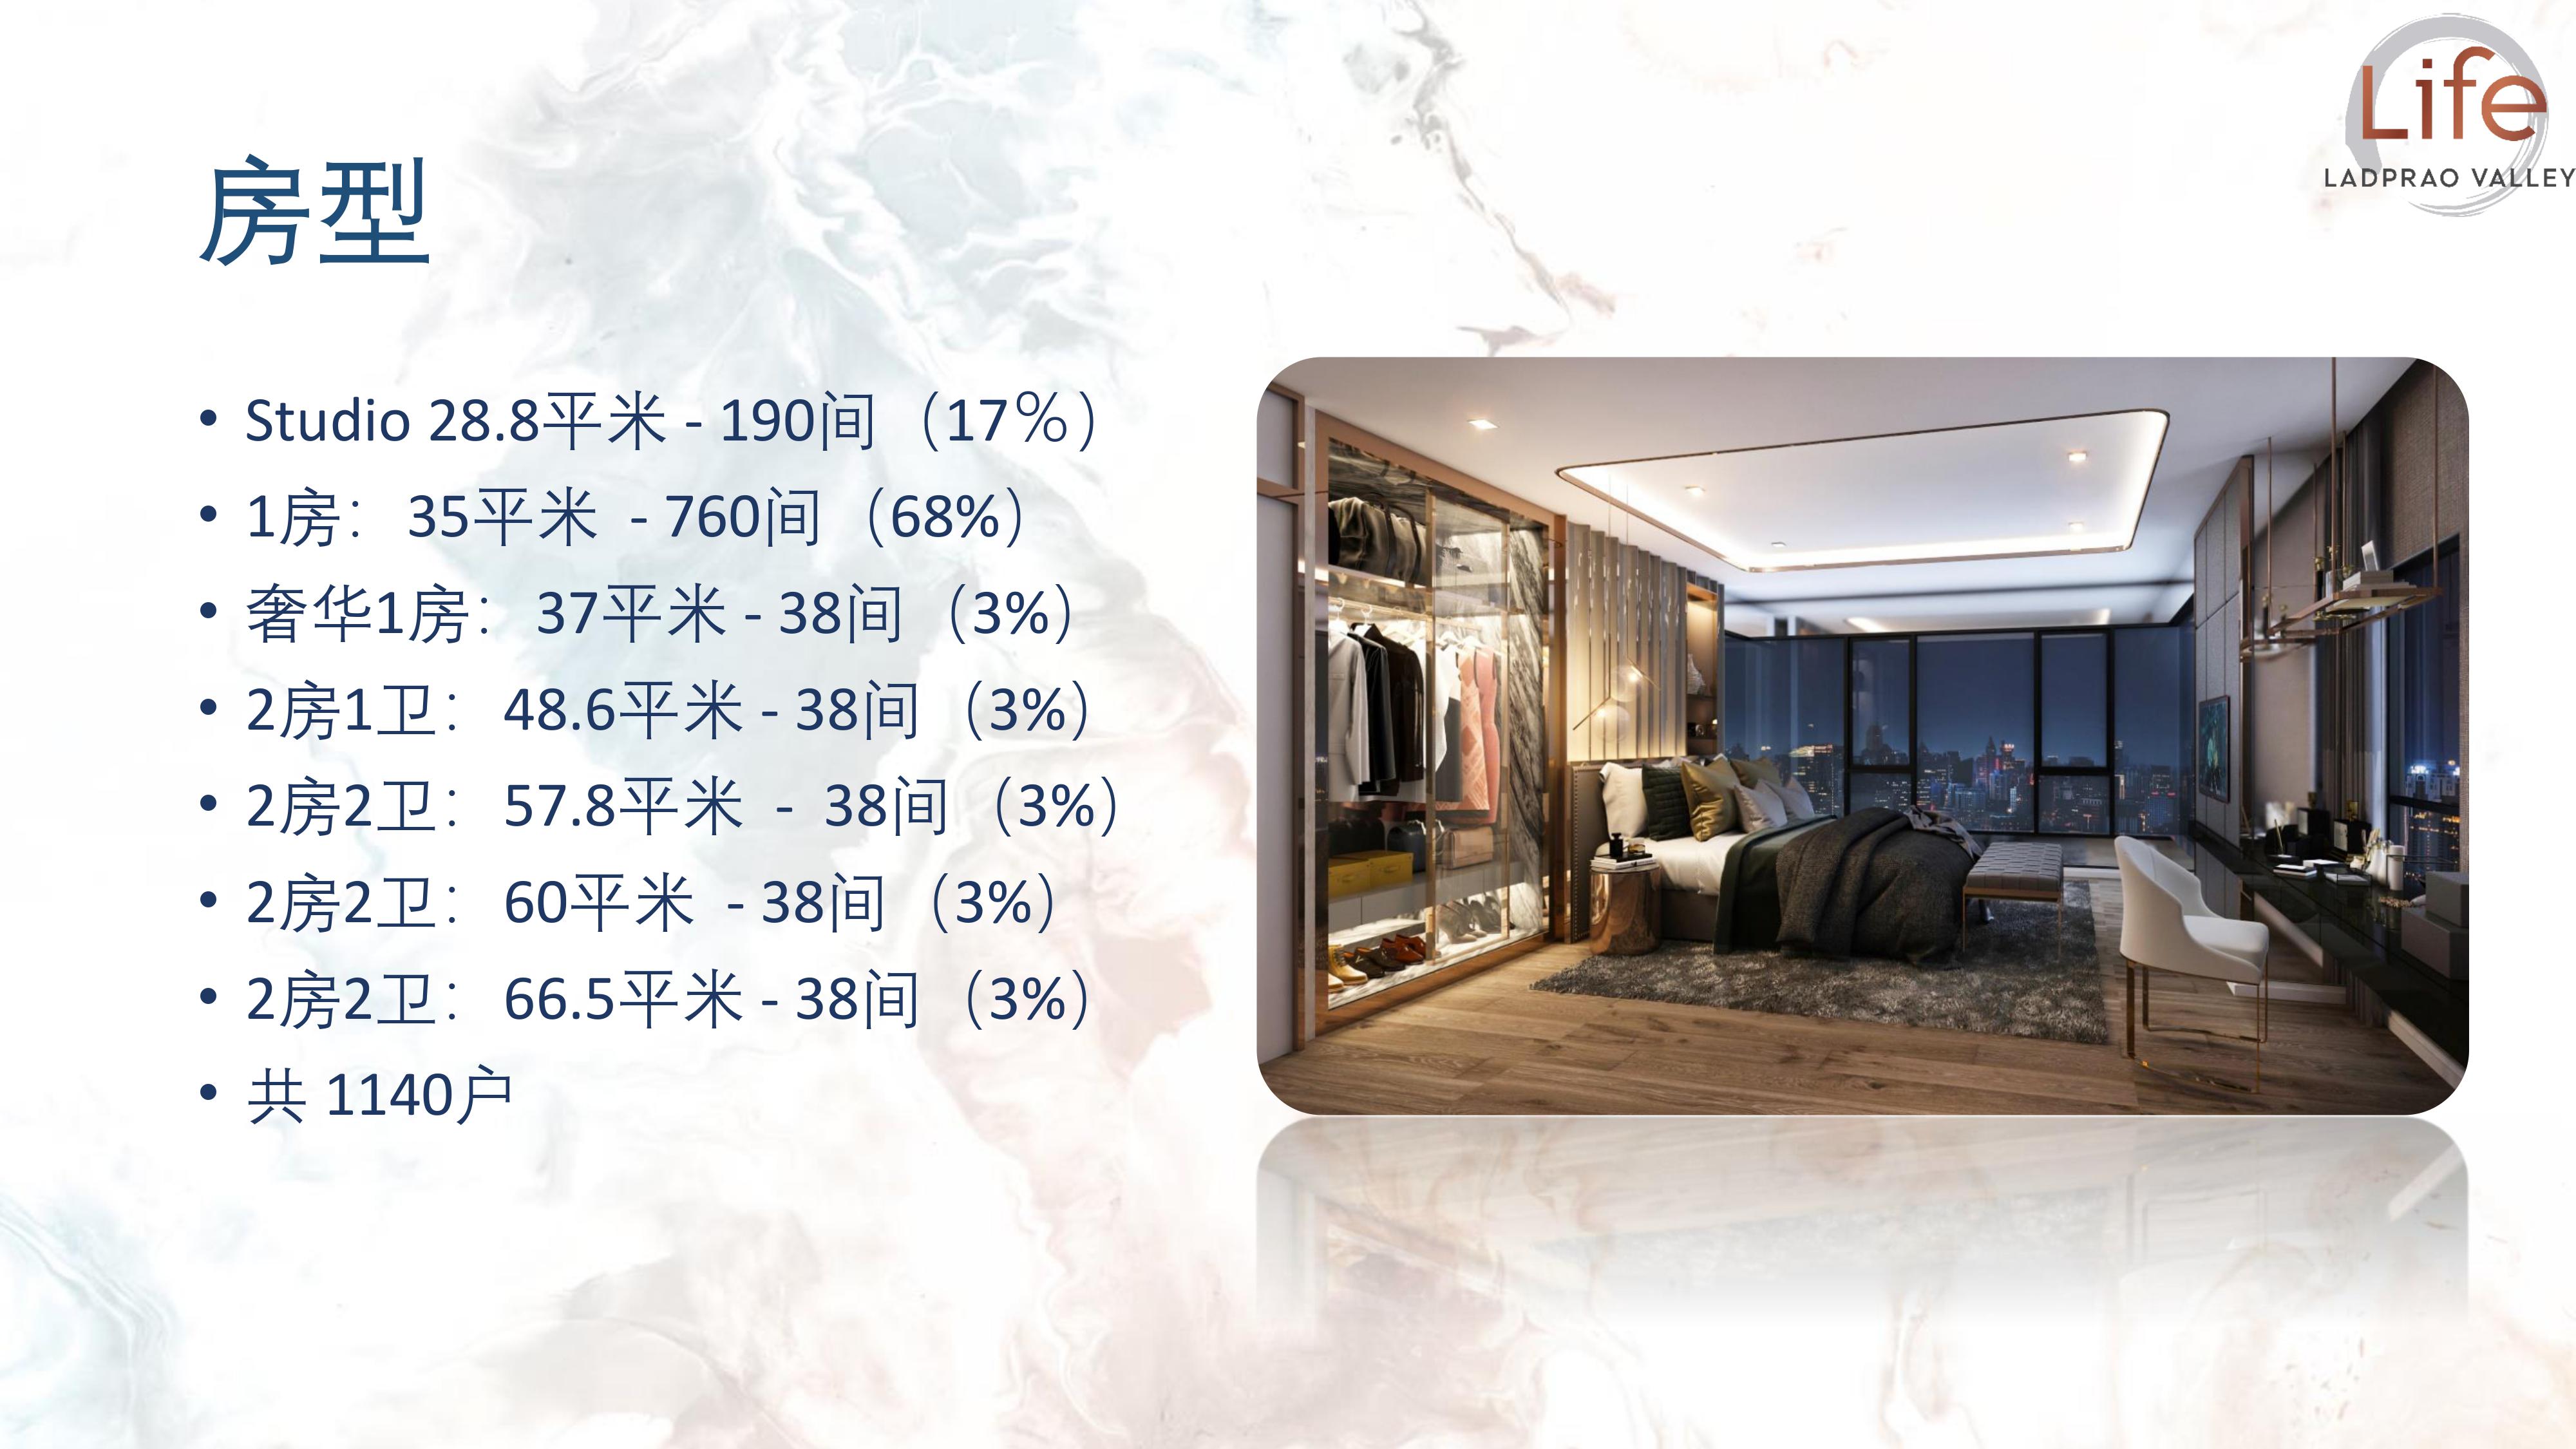 Life
LADPRAO VALLEY
房型
• Studio 28.8平米 - 190间（17％）
• 1房： 35平米 - 760间（68%）
• 奢华1房： 37平米 - 38间（3%）
• 2房1卫： 48.6平米 - 38间（3%）
• 2房2卫： 57.8平米 - 38间（3%）
• 2房2卫： 60平米 - 38间（3%）
• 2房2卫： 66.5平米 - 38间（3%）
• 共 1140户